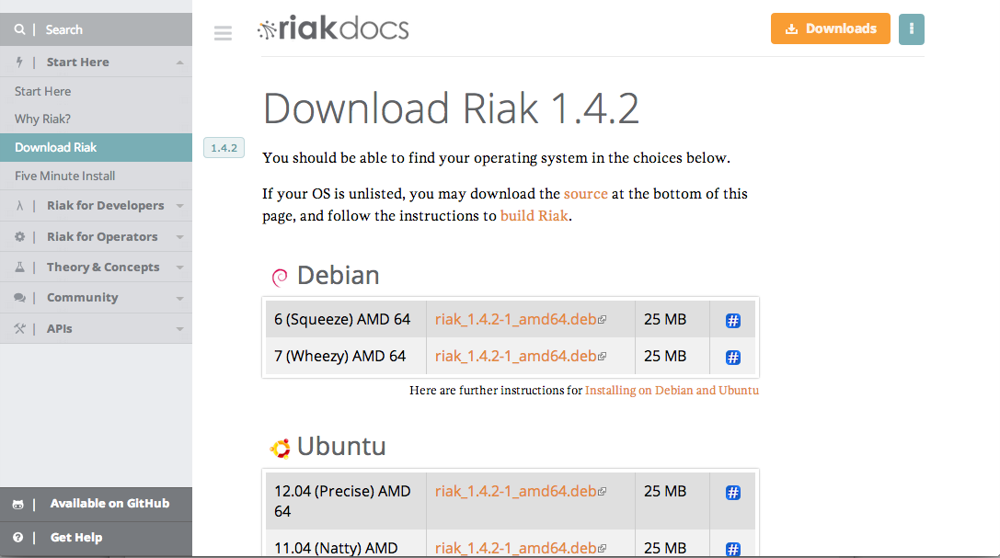 | Search
| Start Here
Start Here
Why Riak?
Download Riak
Five Minute Install
λ | Riak for Developers
| Riak for Operators
| Theory & Concepts
| Community
| APIs
| Available on GitHub
| Get Help
riakdocs
Downloads
Download Riak 1.4.2
1.4.2
You should be able to find your operating system in the choices below.
If your OS is unlisted, you may download the source at the bottom of this
page, and follow the instructions to build Riak.
Debian
6 (Squeeze) AMD 64 riak_1.4.2-1_amd64.deb 25 MB #
7 (Wheezy) AMD 64 riak_1.4.2-1_amd64.deb 25 MB #
Here are further instructions for Installing on Debian and Ubuntu
Ubuntu
12.04 (Precise) AMD riak_1.4.2-1_amd64.deb 25 MB #
64
11.04 (Natty) AMD riak_1.4.2-1_amd64.deb 25 MB #